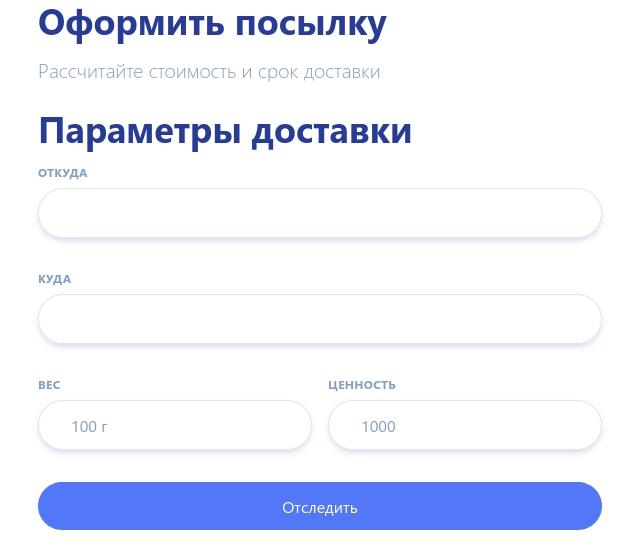 Оформить посылку
Рассчитайте стоимость и срок доставки
Параметры доставки
ОТКУДА
КУДА
ВЕС
ЦЕННОСТЬ
100 г
1000
Отследить